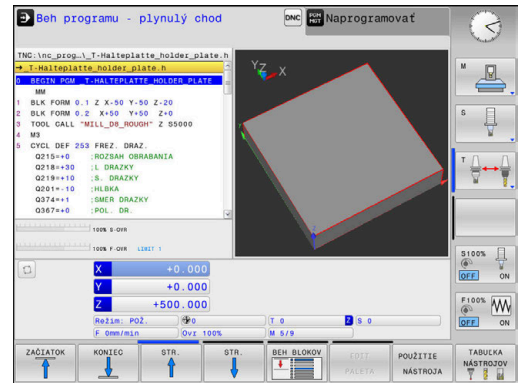 Beh programu - plynulý chod
DNC
PGM MGT
Naprogramovať
TNC:\nc_prog…\_T-Halteplatte_holder_plate.h
→_T-Halteplatte_holder_plate.h
0 BEGIN PGM _T-HALTEPLATTE_HOLDER_PLATE
MM
1 BLK FORM 0.1 Z X-50 Y-50 Z-20
2 BLK FORM 0.2 X+50 Y+50 Z+0
3 TOOL CALL "MILL_D8_ROUGH" Z S5000
4 M3
5 CYCL DEF 253 FREZ. DRAZ.
Q215=+0 ;ROZSAH OBRABANIA
Q218=+30 ;L DRAZKY
Q219=+10 ;S. DRAZKY
Q201=-10 ;HLBKA
Q374=+1 ;SMER DRAZKY
Q367=+0 ;POL. DR.
100% S-OVR
100% F-OVR LIMIT 1
Y Z X
Z
X +0.000
Y +0.000
Z +500.000
Režim: POŽ.
0
T 0
Z S 0
F 0mm/min
Ovr 100%
M 5/9
M
S
T
S100%
OFF ON
F100%
OFF ON
ZAČIATOK
KONIEC
STR.
STR.
BEH BLOKOV
EDIT PALETA
POUŽITIE NÁSTROJA
TABUĽKA NÁSTROJOV